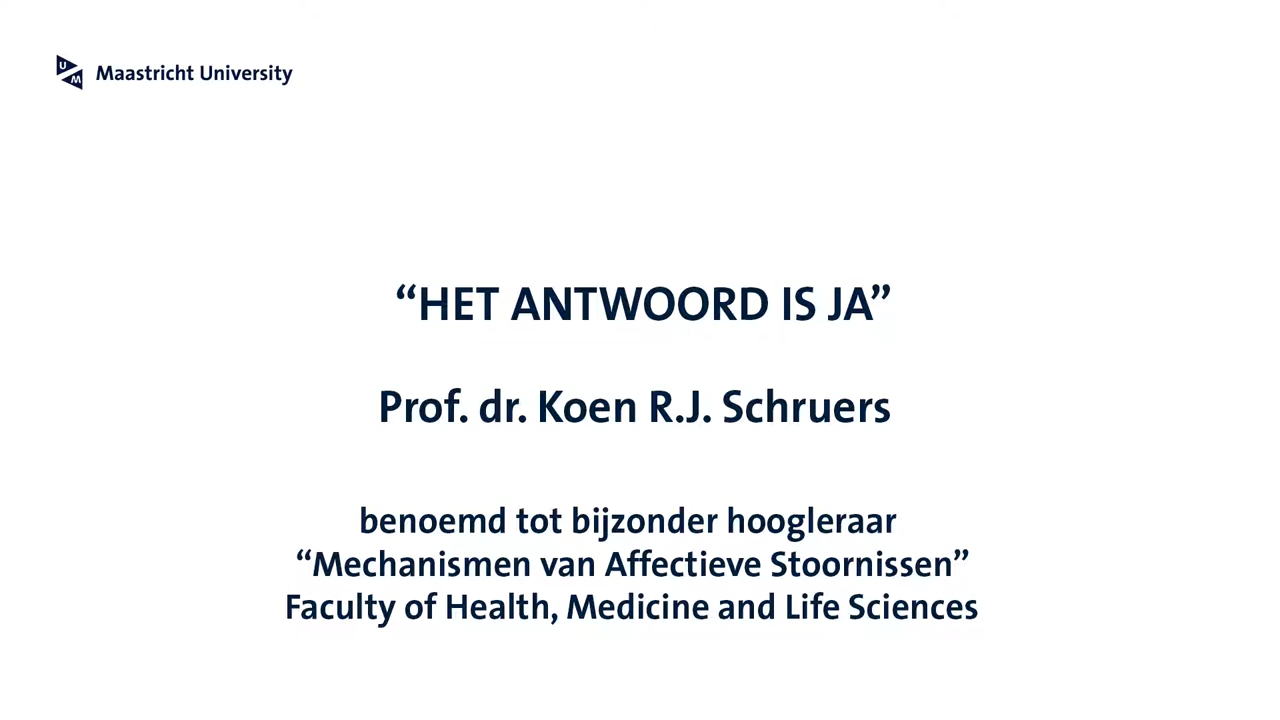 UM Maastricht University
“HET ANTWOORD IS JA”
Prof. dr. Koen R.J. Schruers
benoemd tot bijzonder hoogleraar
“Mechanismen van Affectieve Stoornissen”
Faculty of Health, Medicine and Life Sciences